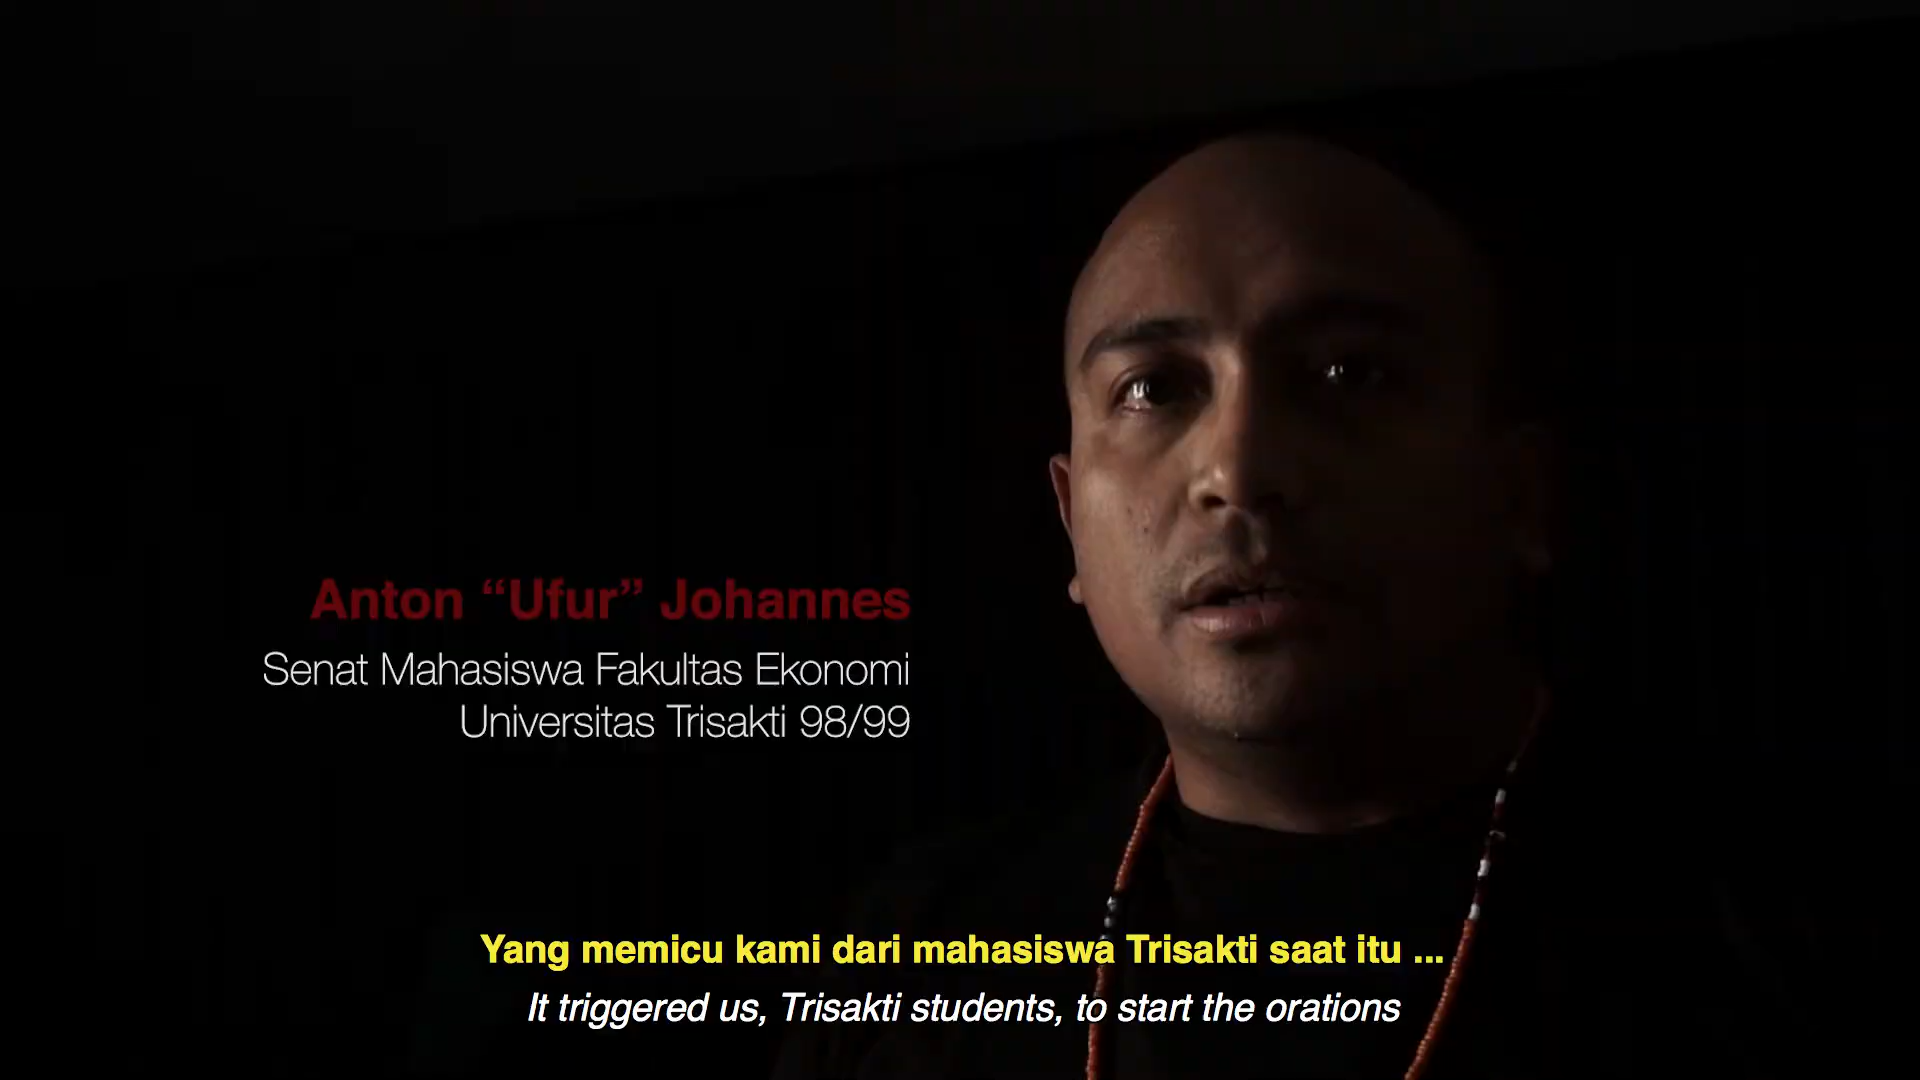 Anton “Ufur” Johannes
Senat Mahasiswa Fakultas Ekonomi
Universitas Trisakti 98/99
Yang memicu kami dari mahasiswa Trisakti saat itu ...
It triggered us, Trisakti students, to start the orations